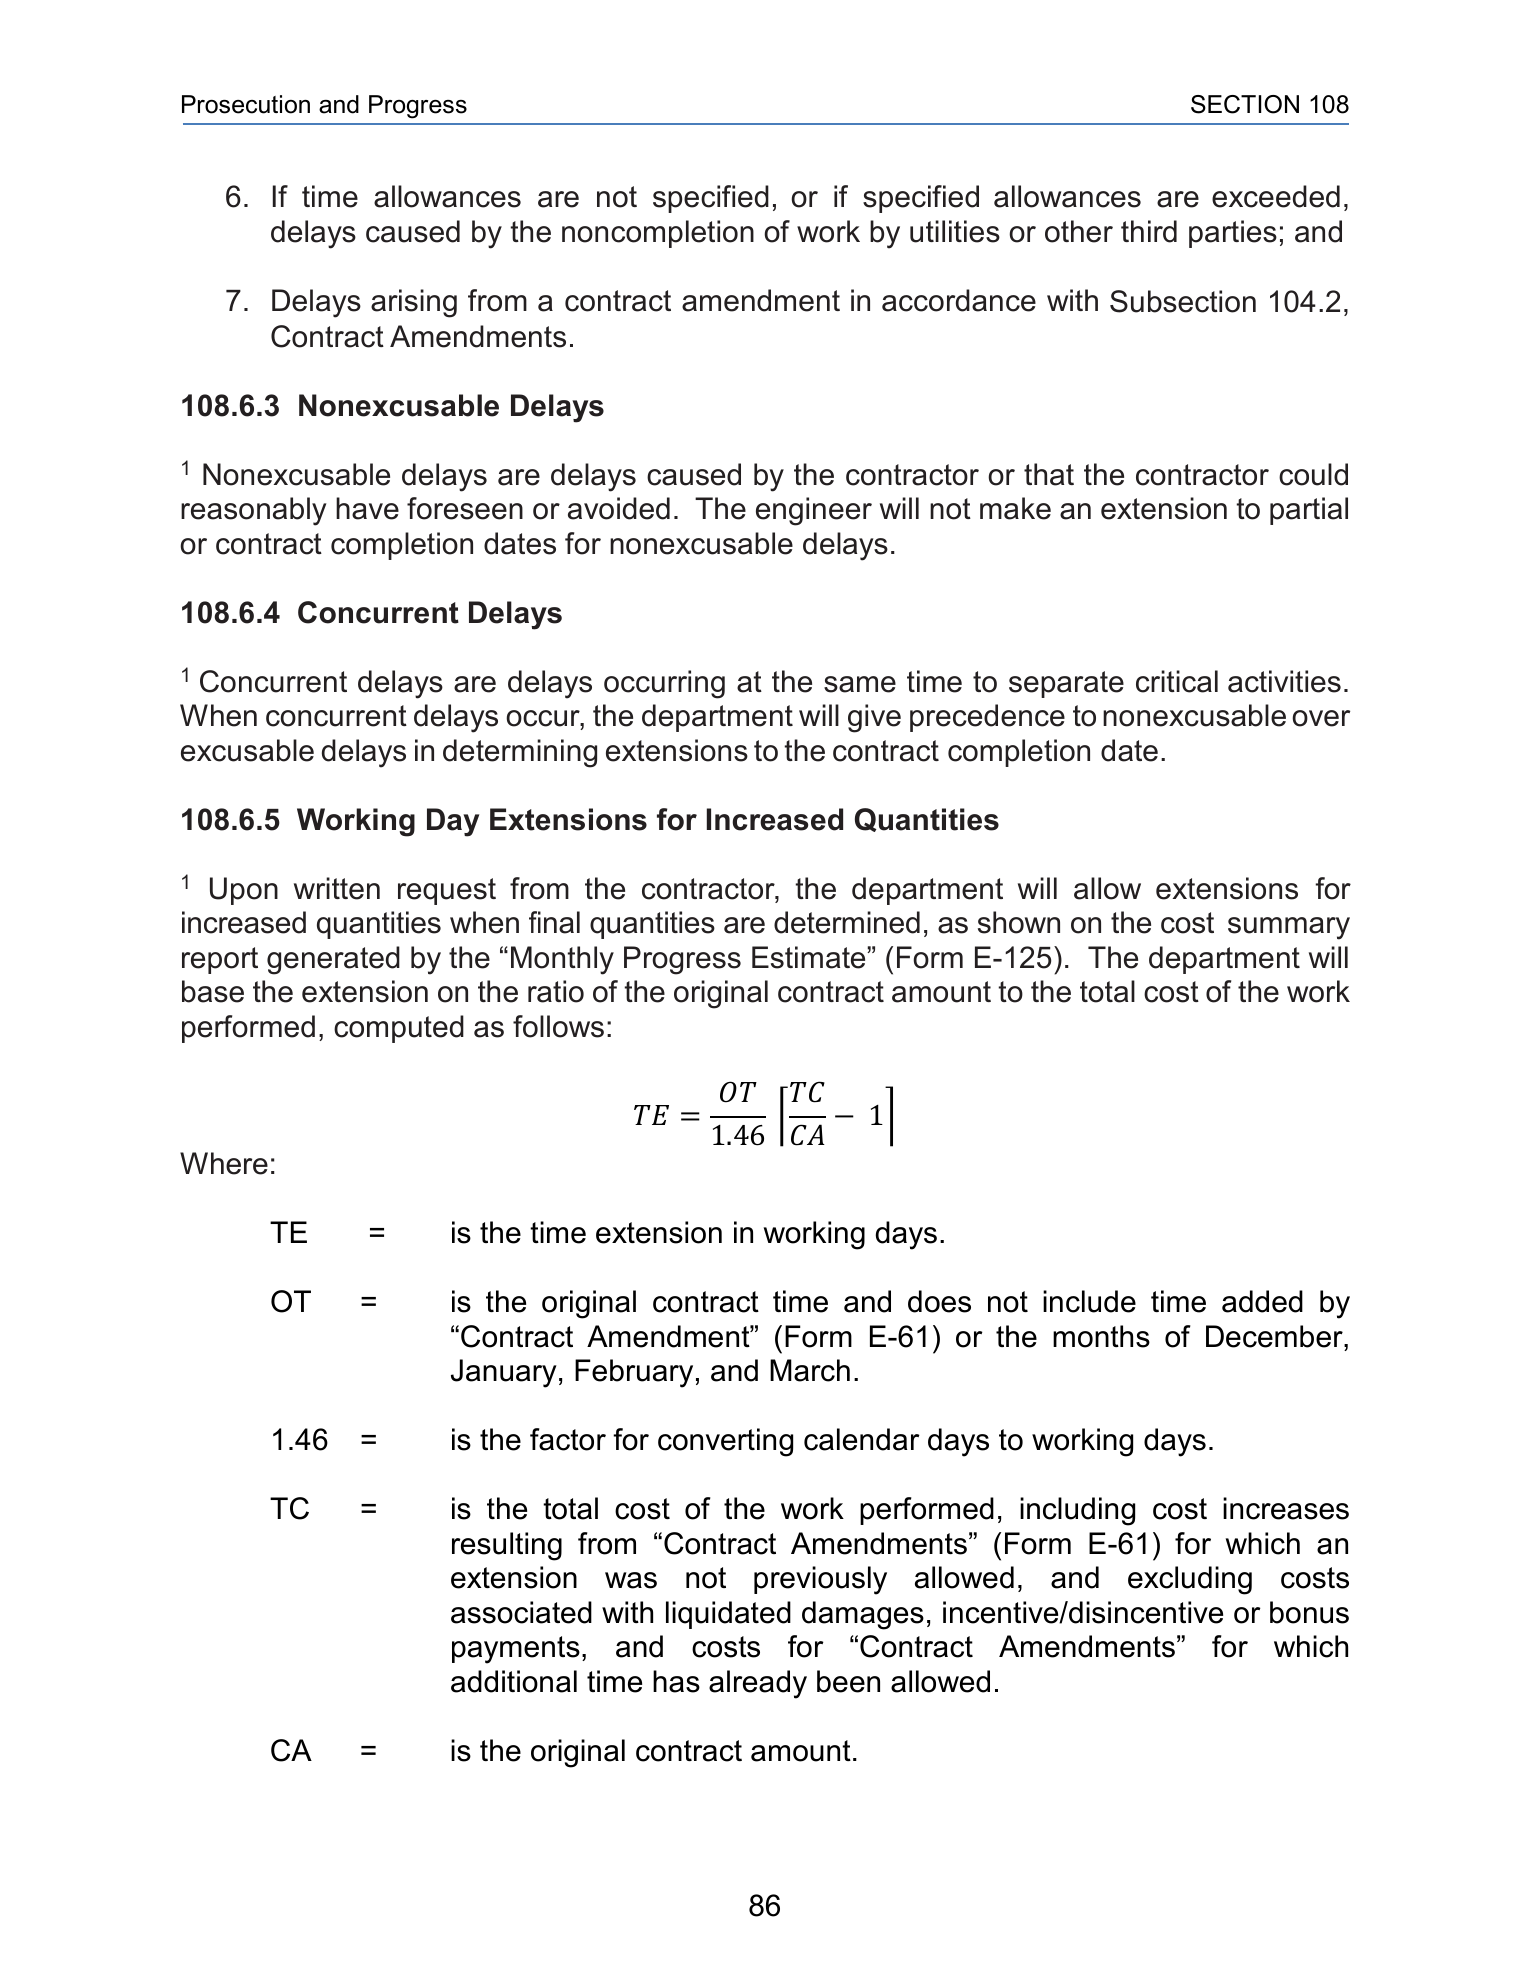 Prosecution and Progress SECTION 108
6. If time allowances are not specified, or if specified allowances are exceeded,
delays caused by the noncompletion of work by utilities or other third parties; and
7. Delays arising from a contract amendment in accordance with Subsection 104.2,
Contract Amendments.
108.6.3 Nonexcusable Delays
1 Nonexcusable delays are delays caused by the contractor or that the contractor could
reasonably have foreseen or avoided. The engineer will not make an extension to partial
or contract completion dates for nonexcusable delays.
108.6.4 Concurrent Delays
1 Concurrent delays are delays occurring at the same time to separate critical activities.
When concurrent delays occur, the department will give precedence to nonexcusable over
excusable delays in determining extensions to the contract completion date.
108.6.5 Working Day Extensions for Increased Quantities
1 Upon written request from the contractor, the department will allow extensions for
increased quantities when final quantities are determined, as shown on the cost summary
report generated by the “Monthly Progress Estimate” (Form E-125). The department will
base the extension on the ratio of the original contract amount to the total cost of the work
performed, computed as follows:
TE = OT/1.46 ⌈TC/CA − 1⌉
Where:
TE = is the time extension in working days.
OT = is the original contract time and does not include time added by
“Contract Amendment” (Form E-61) or the months of December,
January, February, and March.
1.46 = is the factor for converting calendar days to working days.
TC = is the total cost of the work performed, including cost increases
resulting from “Contract Amendments” (Form E-61) for which an
extension was not previously allowed, and excluding costs
associated with liquidated damages, incentive/disincentive or bonus
payments, and costs for “Contract Amendments” for which
additional time has already been allowed.
CA = is the original contract amount.
86